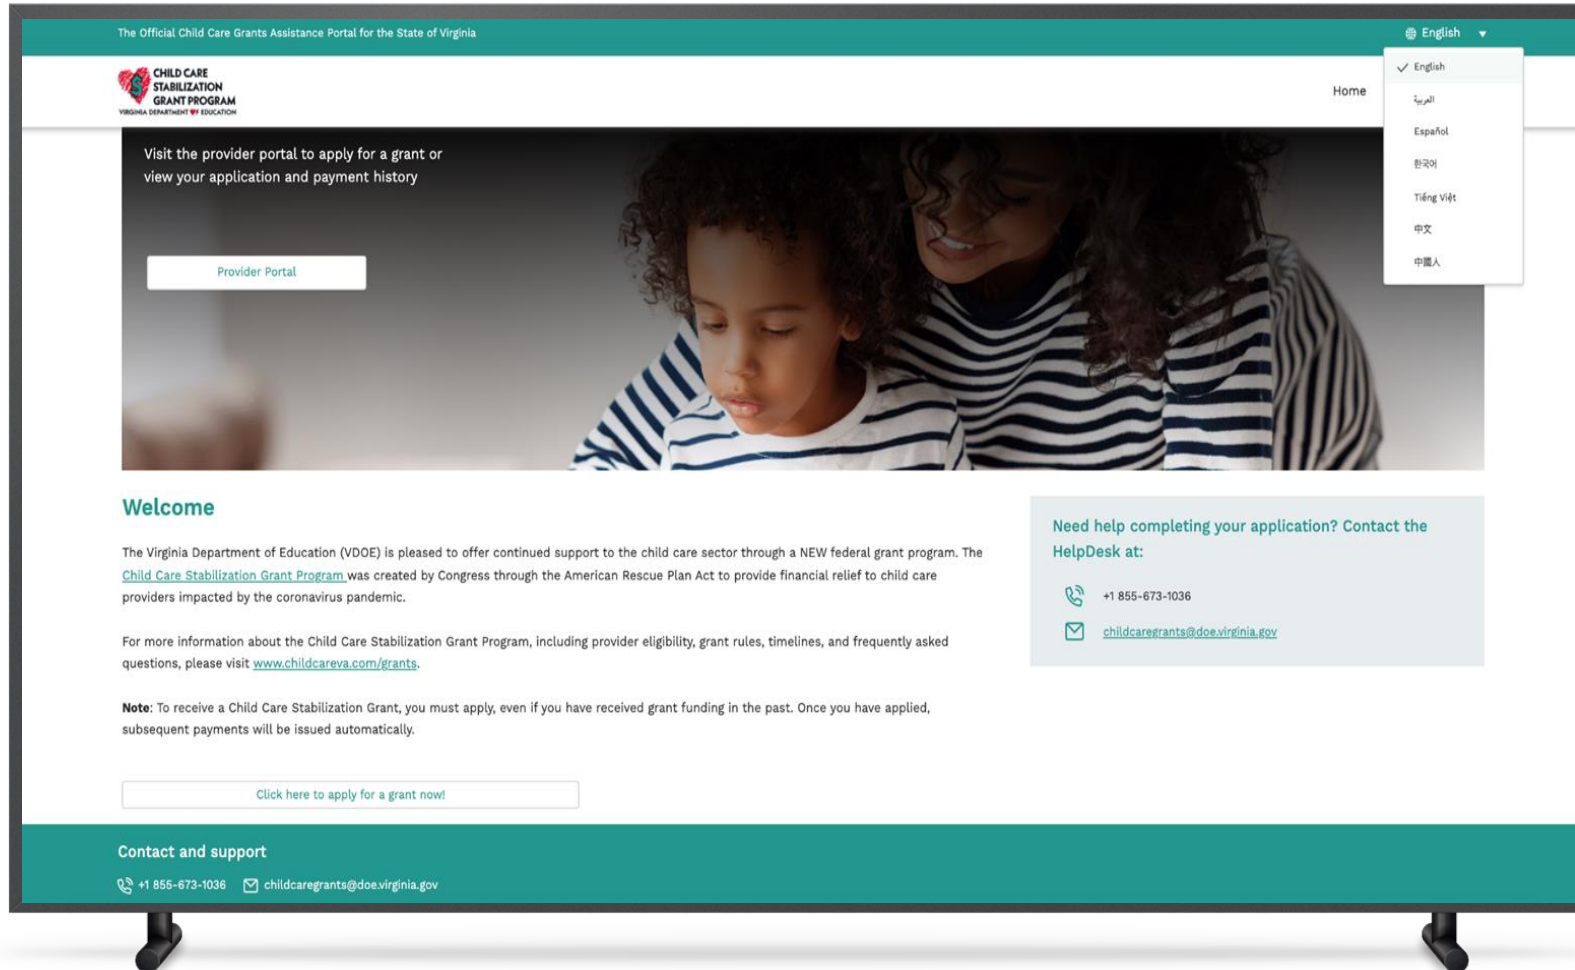 The Official Child Care Grants Assistance Portal for the State of Virginia
English
CHILD CARE
STABILIZATION
GRANT PROGRAM
VIRGINIA DEPARTMENT OF EDUCATION
Home
English
العربية
Español
한국어
Tiếng Việt
中文
中國人
Visit the provider portal to apply for a grant or
view your application and payment history
Provider Portal
Welcome
The Virginia Department of Education (VDOE) is pleased to offer continued support to the child care sector through a NEW federal grant program. The
Child Care Stabilization Grant Program was created by Congress through the American Rescue Plan Act to provide financial relief to child care
providers impacted by the coronavirus pandemic.
For more information about the Child Care Stabilization Grant Program, including provider eligibility, grant rules, timelines, and frequently asked
questions, please visit www.childcareva.com/grants.
Note: To receive a Child Care Stabilization Grant, you must apply, even if you have received grant funding in the past. Once you have applied,
subsequent payments will be issued automatically.
Click here to apply for a grant now!
Need help completing your application? Contact the
HelpDesk at:
+1 855-673-1036
childcaregrants@doe.virginia.gov
Contact and support
+1 855-673-1036 childcaregrants@doe.virginia.gov